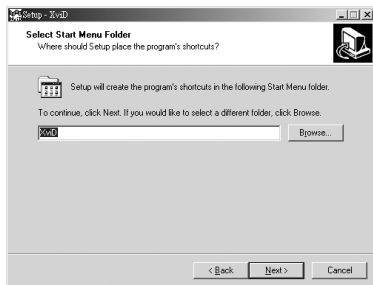 Setup - XviD
Select Start Menu Folder
Where should Setup place the program's shortcuts?
Setup will create the program's shortcuts in the following Start Menu folder.
To continue, click Next. If you would like to select a different folder, click Browse.
XviD
Browse...
< Back
Next >
Cancel